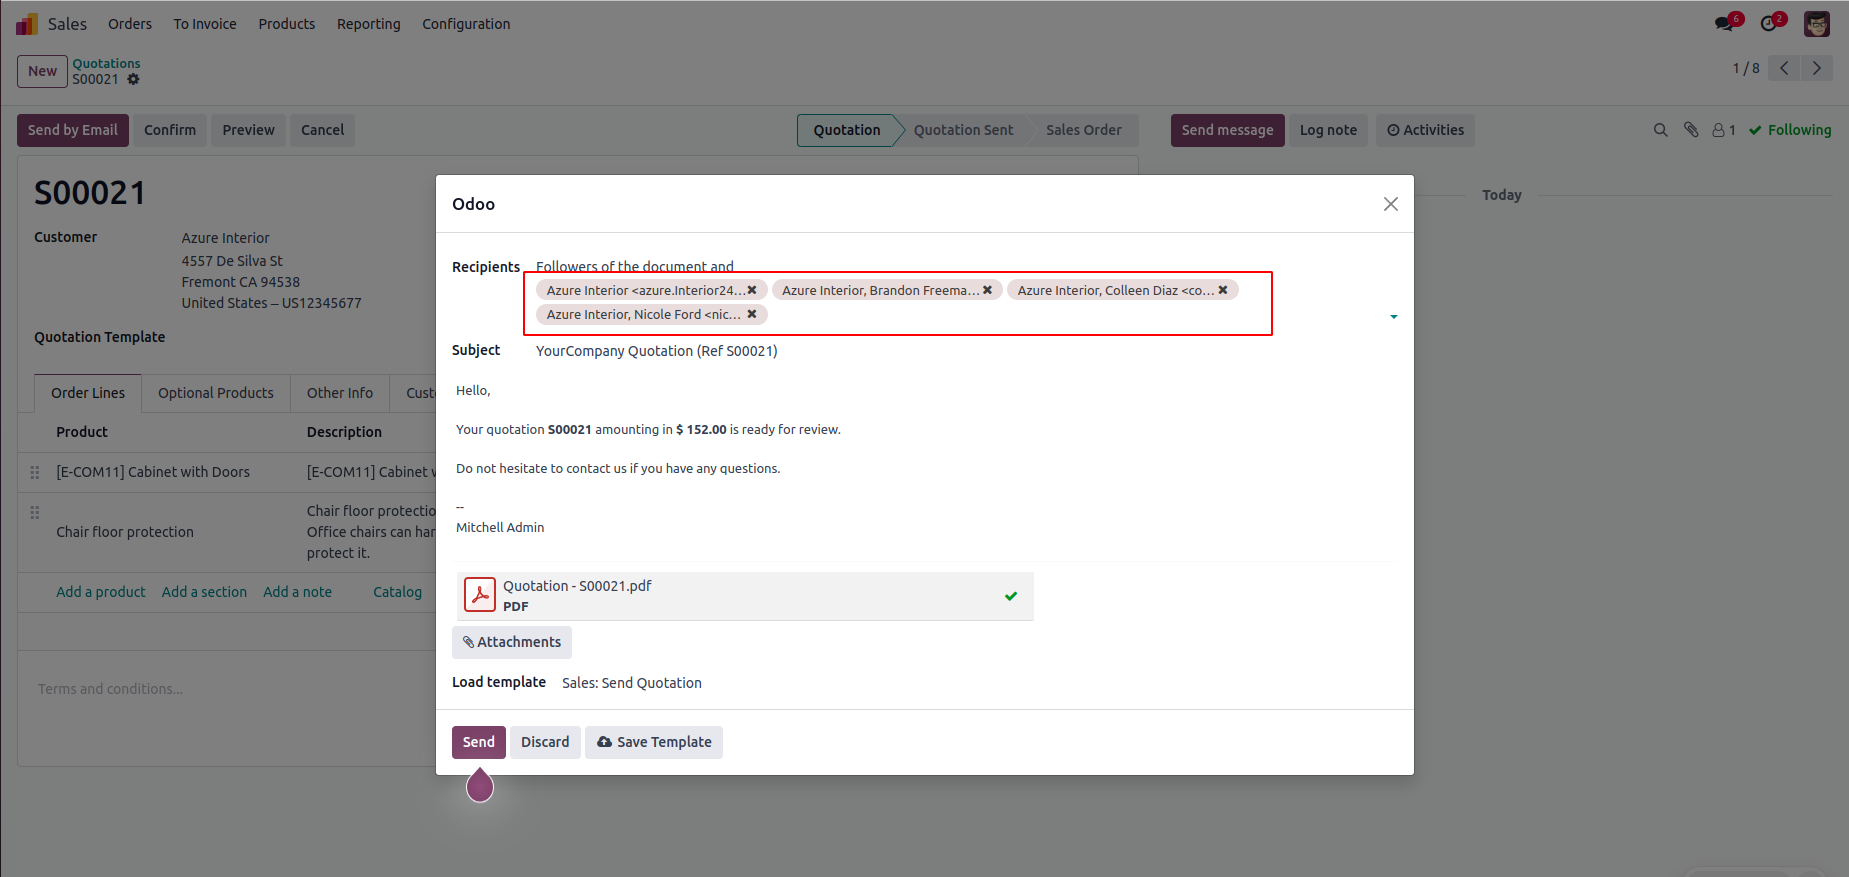 Sales Orders To Invoice Products Reporting Configuration 6 2
New Quotations
S00021
1 / 8
Send by Email Confirm Preview Cancel Quotation Quotation Sent Sales Order Send message Log note Activities 1 Following
S00021
Customer Azure Interior
4557 De Silva St
Fremont CA 94538
United States – US12345677
Quotation Template
Order Lines Optional Products Other Info Custo
Product Description
[E-COM11] Cabinet with Doors [E-COM11] Cabinet w
Chair floor protection
Chair floor protectio
Office chairs can har
protect it.
Add a product Add a section Add a note Catalog
Terms and conditions...
Today
Odoo
Recipients Followers of the document and
Azure Interior <azure.Interior24... Azure Interior, Brandon Freema... Azure Interior, Colleen Diaz <co...
Azure Interior, Nicole Ford <nic...
Subject YourCompany Quotation (Ref S00021)
Hello,
Your quotation S00021 amounting in $ 152.00 is ready for review.
Do not hesitate to contact us if you have any questions.
--
Mitchell Admin
Quotation - S00021.pdf
PDF
Attachments
Load template Sales: Send Quotation
Send Discard Save Template